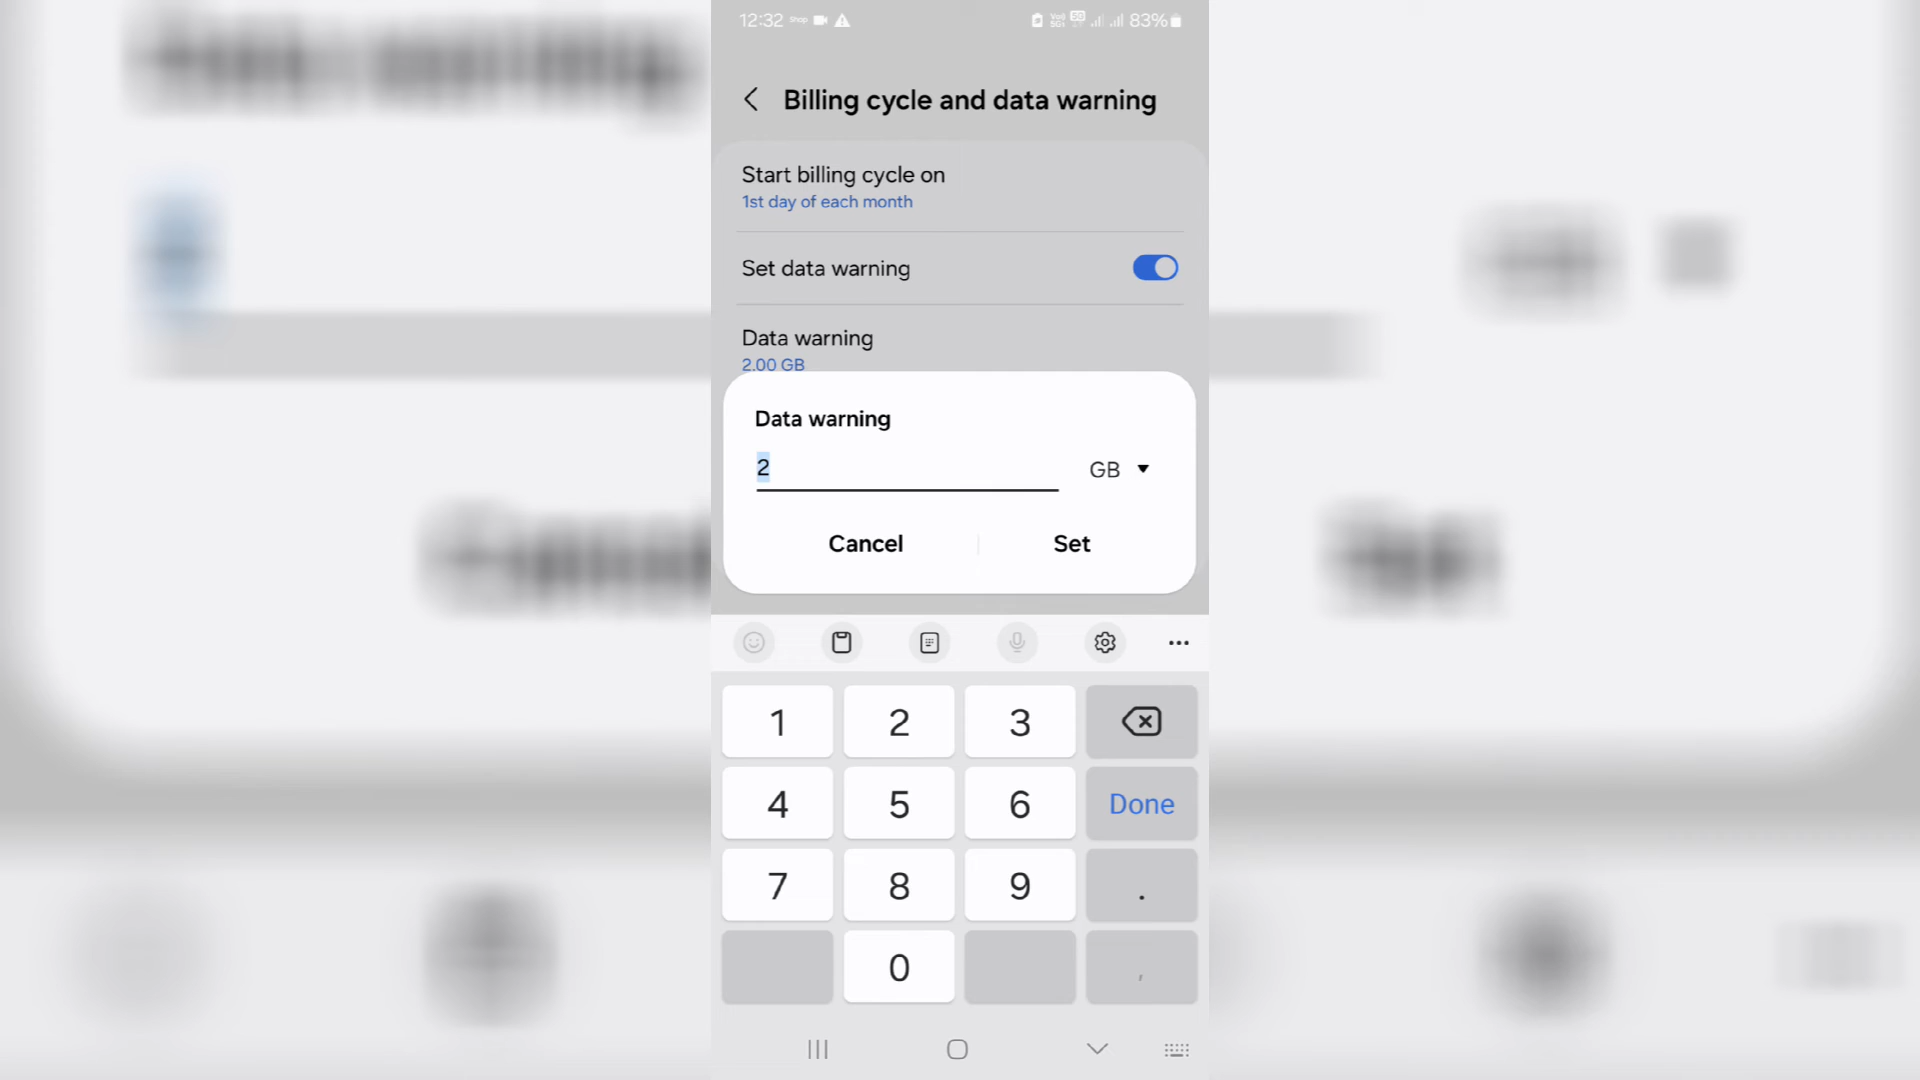 12:32 Shop 83%
Billing cycle and data warning
Start billing cycle on
1st day of each month
Set data warning
Data warning
2.00 GB
Data warning
2 GB
Cancel Set
1 2 3
4 5 6 Done
7 8 9 .
0 ,